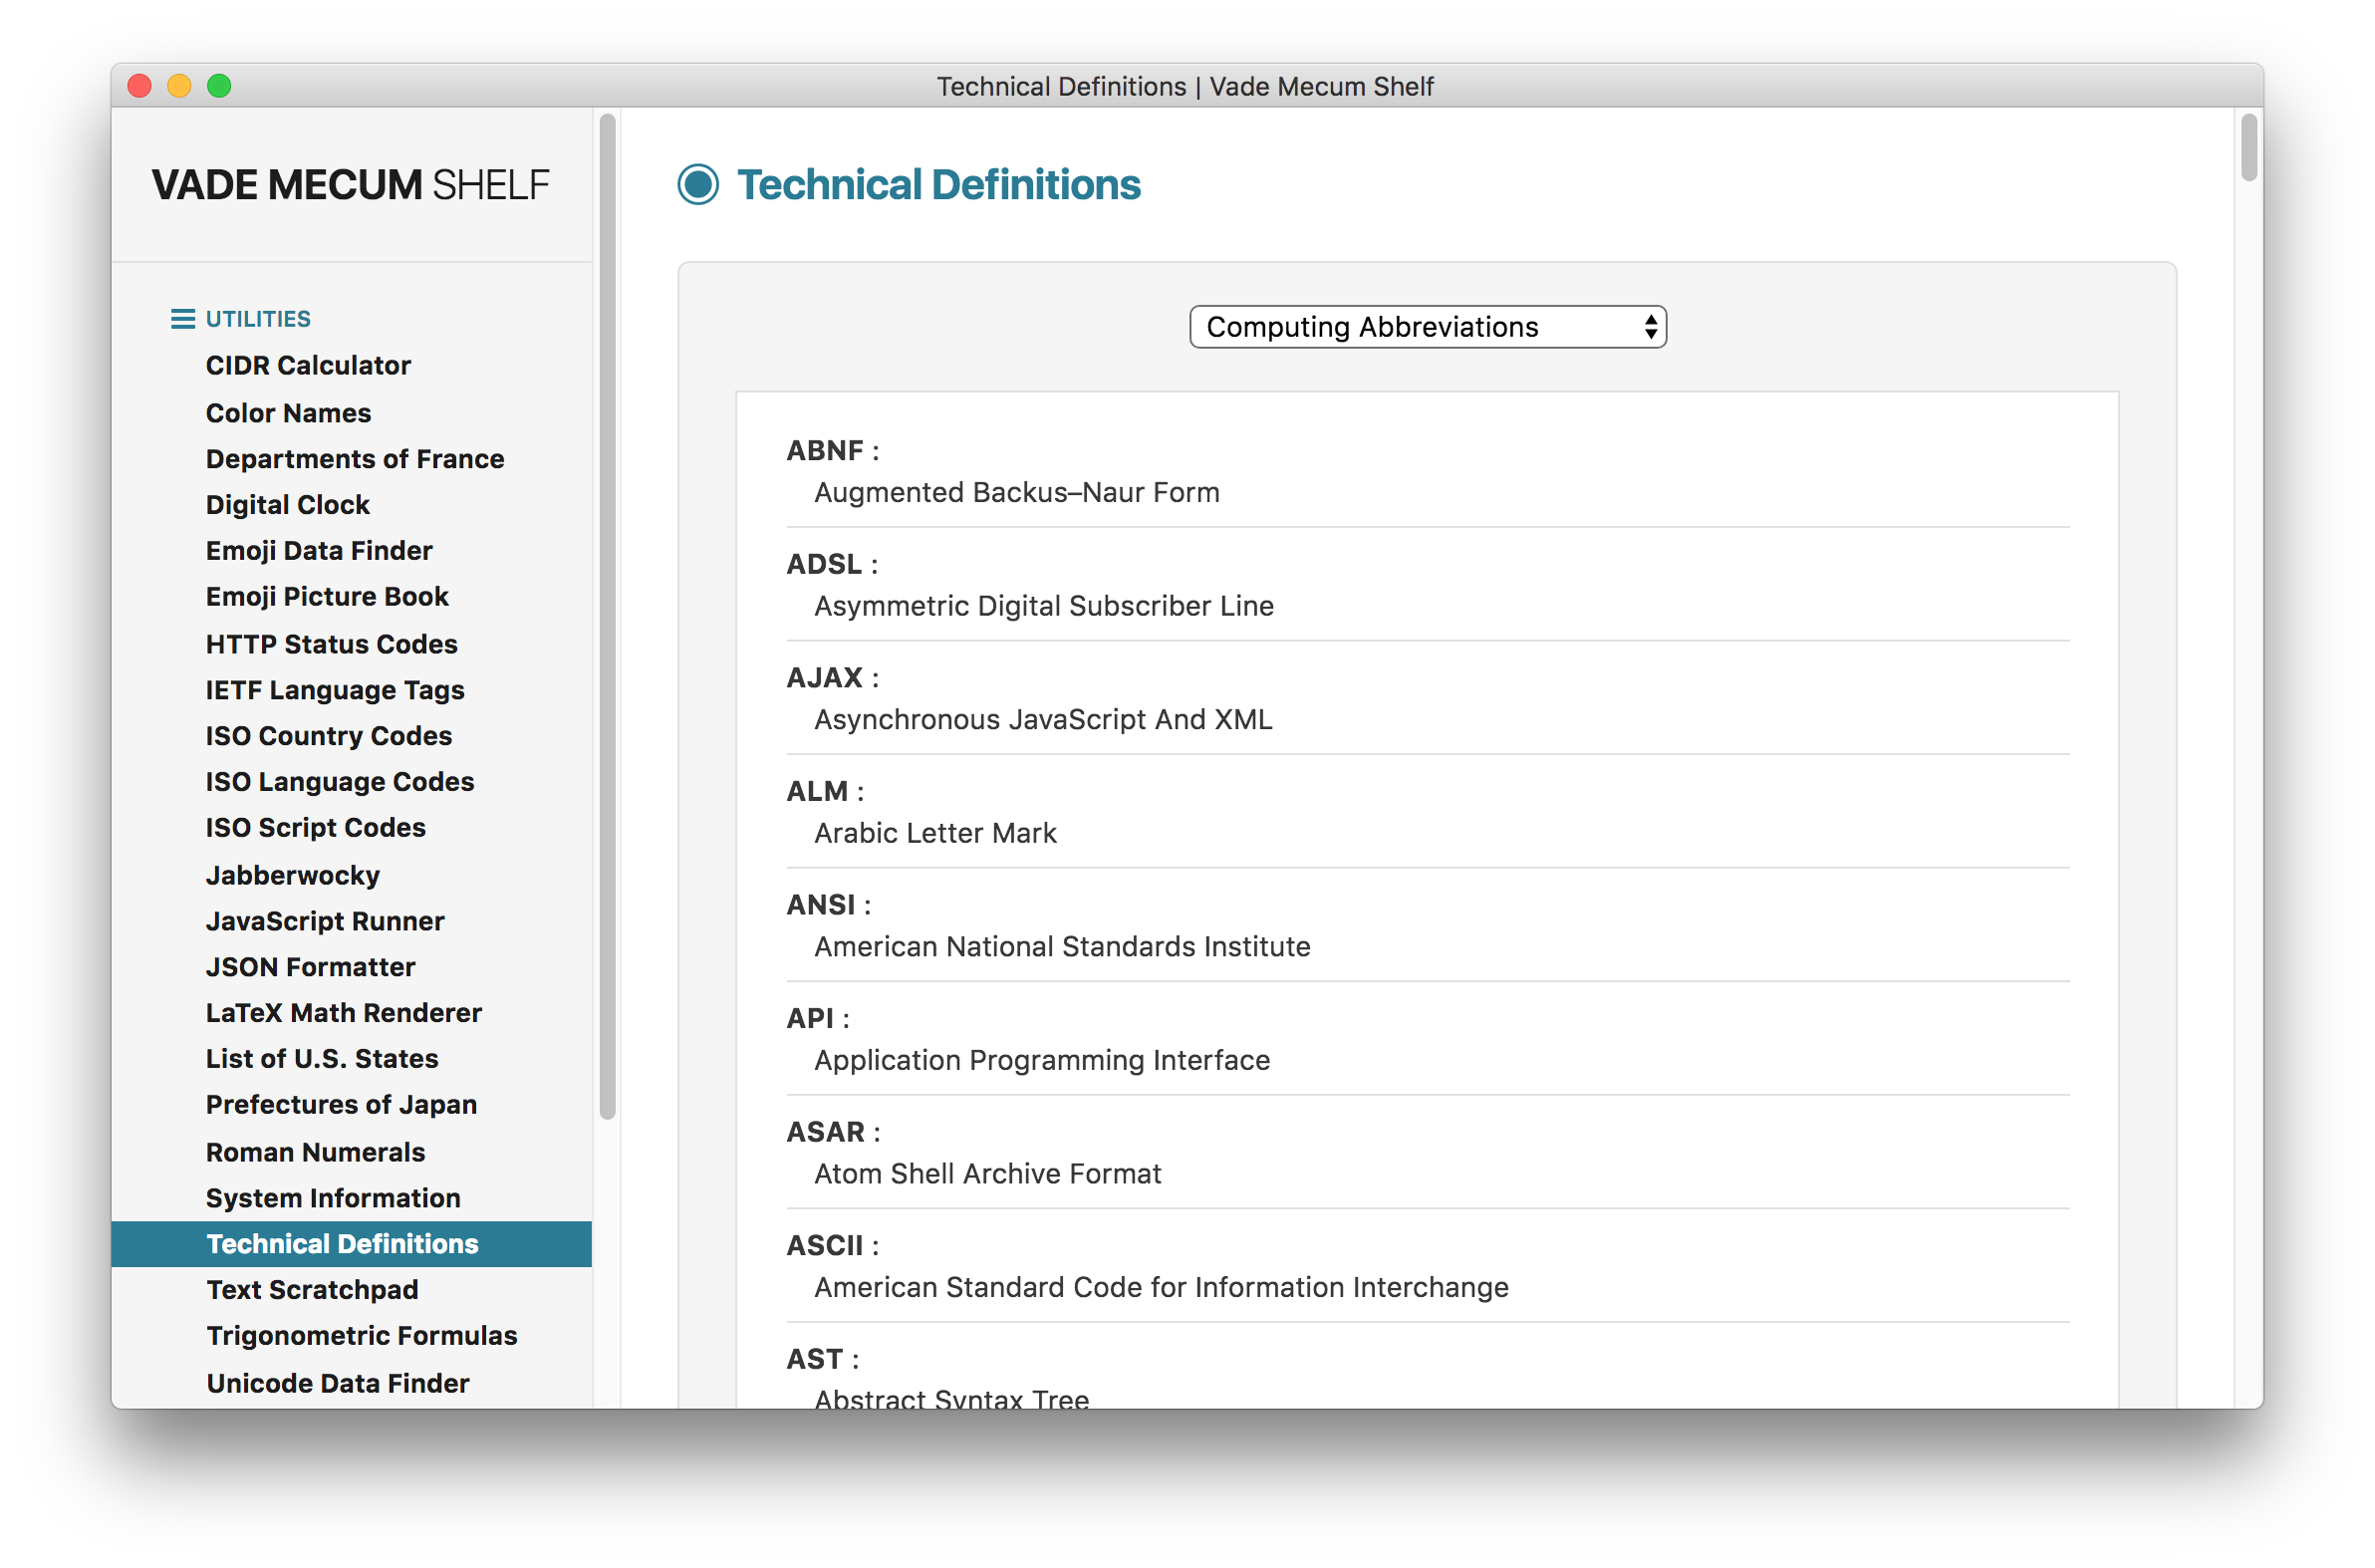 Technical Definitions | Vade Mecum Shelf
VADE MECUM SHELF
UTILITIES
CIDR Calculator
Color Names
Departments of France
Digital Clock
Emoji Data Finder
Emoji Picture Book
HTTP Status Codes
IETF Language Tags
ISO Country Codes
ISO Language Codes
ISO Script Codes
Jabberwocky
JavaScript Runner
JSON Formatter
LaTeX Math Renderer
List of U.S. States
Prefectures of Japan
Roman Numerals
System Information
Technical Definitions
Text Scratchpad
Trigonometric Formulas
Unicode Data Finder
Technical Definitions
Computing Abbreviations
ABNF :
Augmented Backus–Naur Form
ADSL :
Asymmetric Digital Subscriber Line
AJAX :
Asynchronous JavaScript And XML
ALM :
Arabic Letter Mark
ANSI :
American National Standards Institute
API :
Application Programming Interface
ASAR :
Atom Shell Archive Format
ASCII :
American Standard Code for Information Interchange
AST :
Abstract Syntax Tree